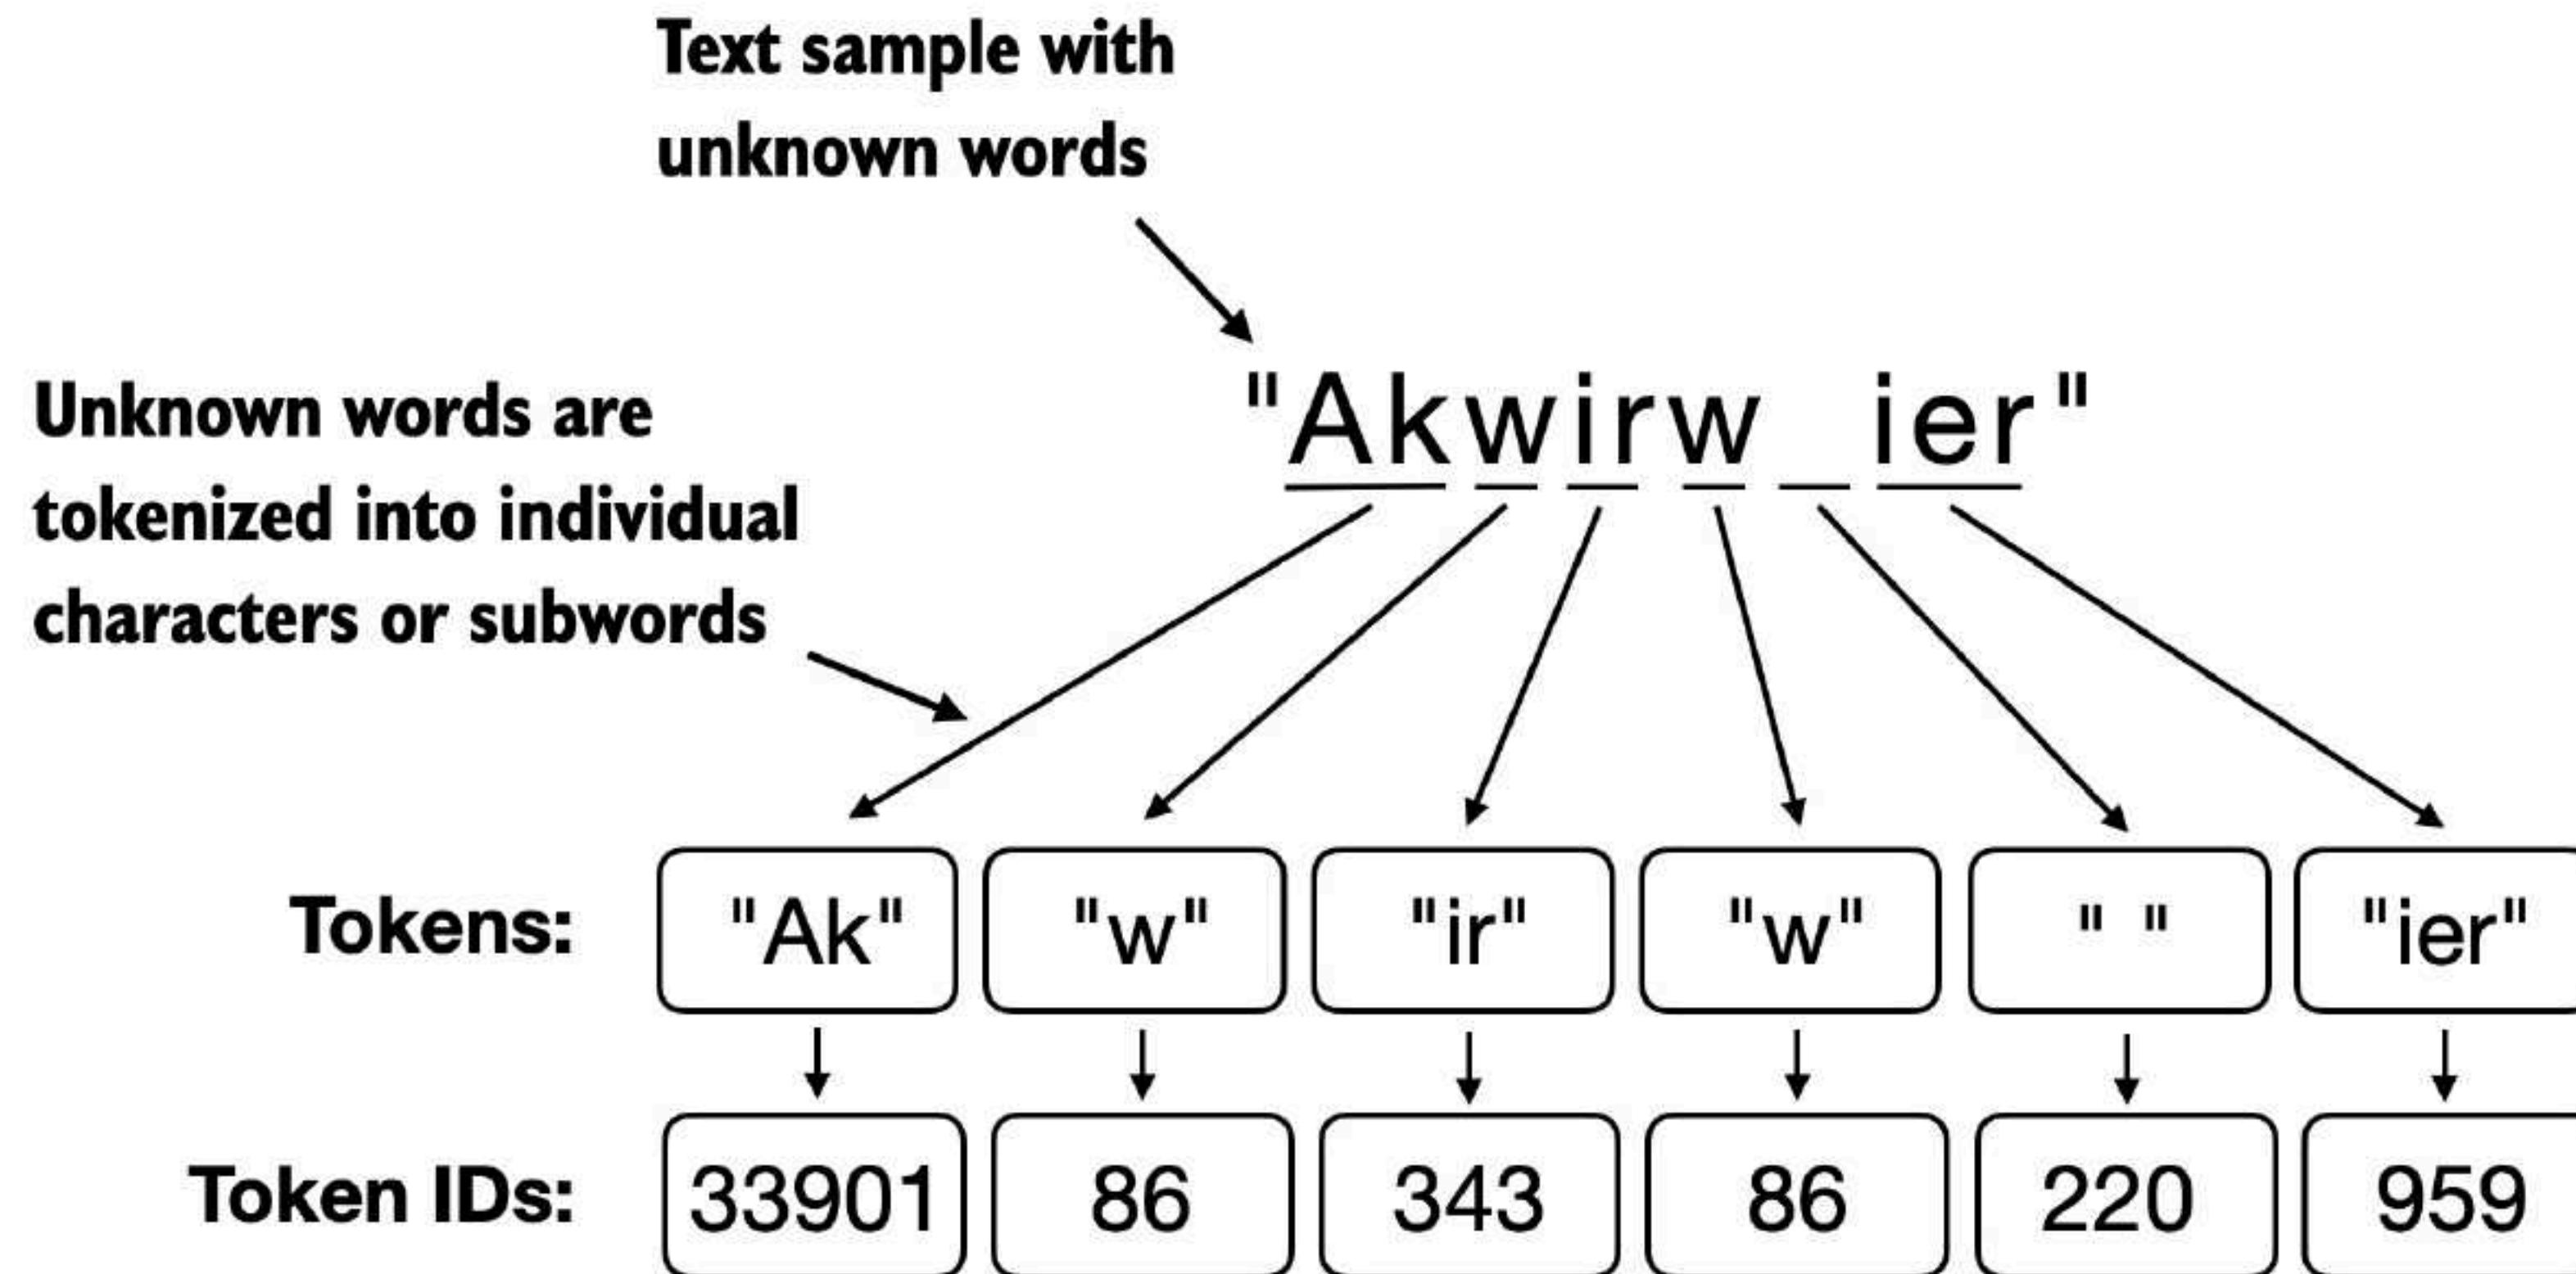 Text sample with
unknown words
"Akwirw ier"
Unknown words are
tokenized into individual
characters or subwords
Tokens: "Ak" "w" "ir" "w" " " "ier"
Token IDs: 33901 86 343 86 220 959